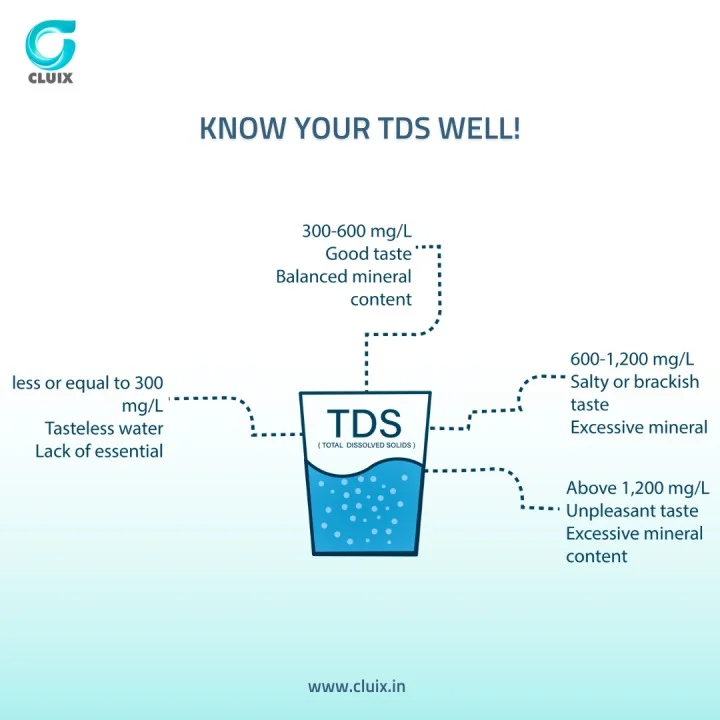 CLUIX
KNOW YOUR TDS WELL!
300-600 mg/L
Good taste
Balanced mineral
content
less or equal to 300
mg/L
Tasteless water
Lack of essential
600-1,200 mg/L
Salty or brackish
taste
Excessive mineral
TDS
( TOTAL DISSOLVED SOLIDS )
Above 1,200 mg/L
Unpleasant taste
Excessive mineral
content
www.cluix.in